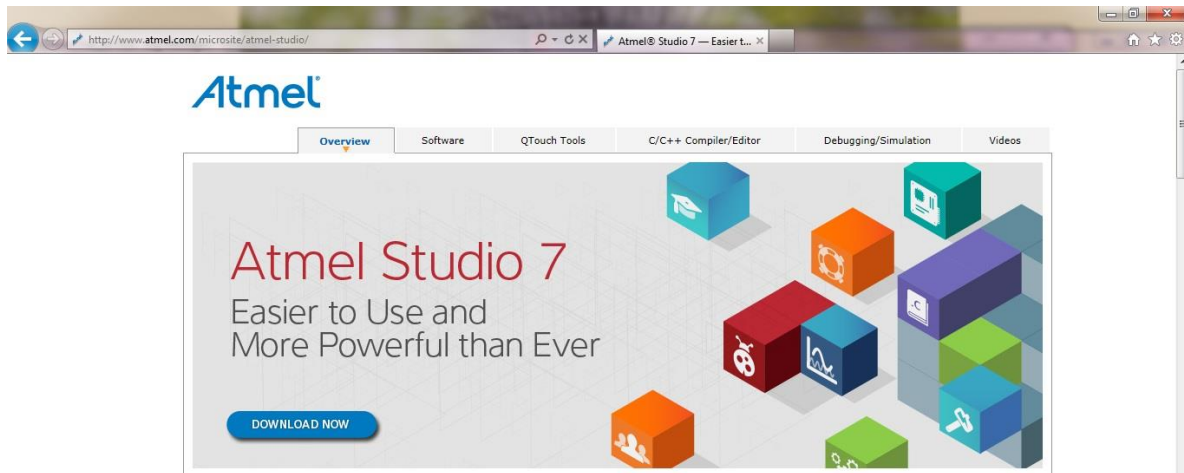 http://www.atmel.com/microsite/atmel-studio/
Atmel® Studio 7 — Easier t...
Atmel
Overview
Software
QTouch Tools
C/C++ Compiler/Editor
Debugging/Simulation
Videos
Atmel Studio 7
Easier to Use and
More Powerful than Ever
.C
DOWNLOAD NOW